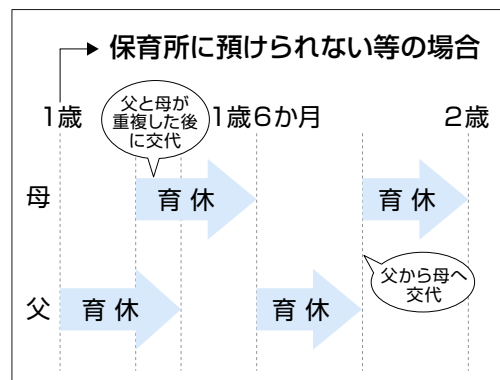 保育所に預けられない等の場合
1歳
父と母が
重複した後
に交代
1歳6か月
2歳
母
育休
育休
父から母へ
交代
父
育休
育休